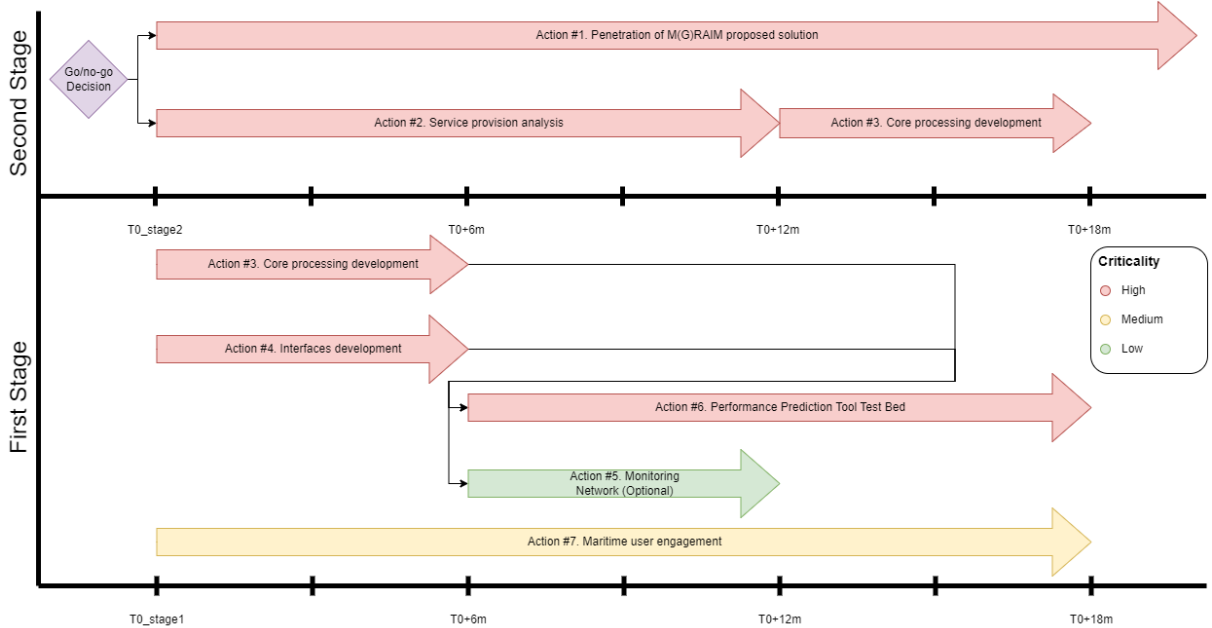 Second Stage
Go/no-go
Decision
Action #1. Penetration of M(G)RAIM proposed solution
Action #2. Service provision analysis
Action #3. Core processing development
T0_stage2
T0+6m
T0+12m
T0+18m
First Stage
Action #3. Core processing development
Action #4. Interfaces development
Criticality
High
Medium
Low
Action #6. Performance Prediction Tool Test Bed
Action #5. Monitoring
Network (Optional)
Action #7. Maritime user engagement
T0_stage1
T0+6m
T0+12m
T0+18m